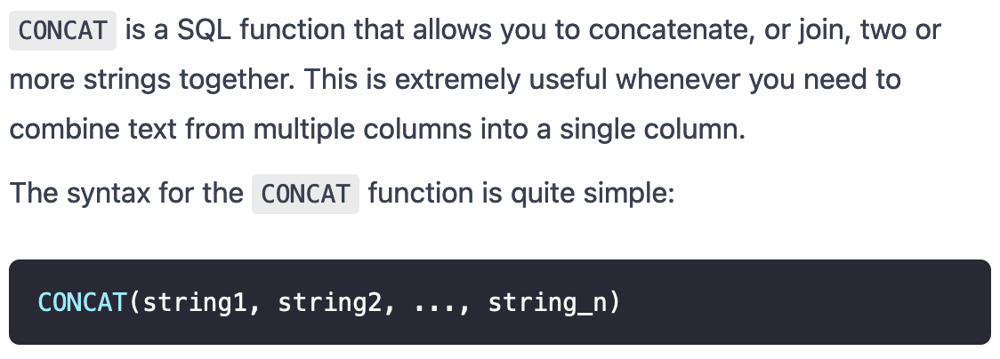 CONCAT is a SQL function that allows you to concatenate, or join, two or
more strings together. This is extremely useful whenever you need to
combine text from multiple columns into a single column.
The syntax for the CONCAT function is quite simple:
CONCAT(string1, string2, ..., string_n)